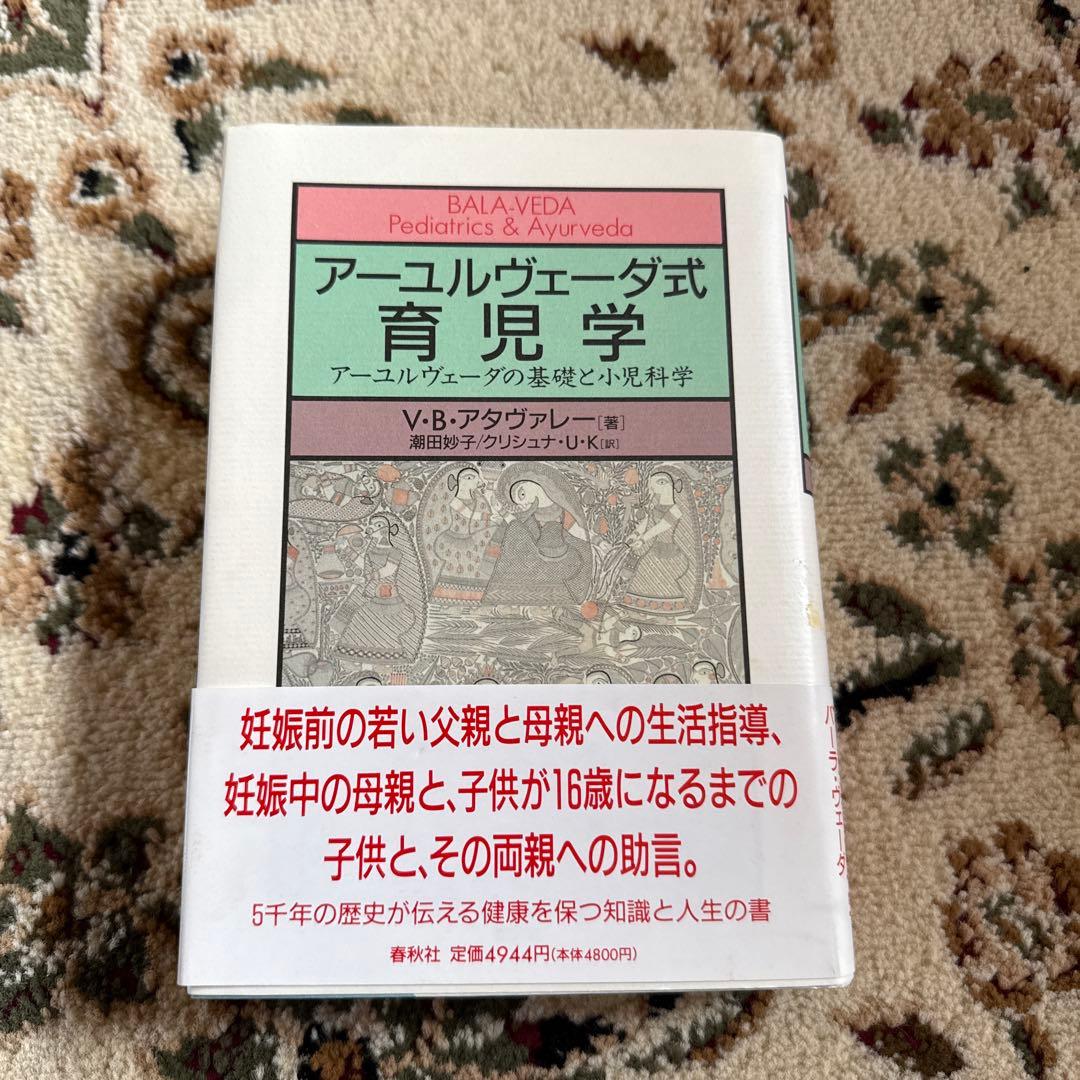 BALA-VEDA
Pediatrics & Ayurveda
アーユルヴェーダ式
育児学
アーユルヴェーダの基礎と小児科学
V・B・アタヴァレー[著]
潮田妙子/クリシュナ・U・K[訳]
妊娠前の若い父親と母親への生活指導、
妊娠中の母親と、子供が16歳になるまでの
子供と、その両親への助言。
5千年の歴史が伝える健康を保つ知識と人生の書
春秋社 定価4944円(本体4800円)
バーラ・ヴェーダ